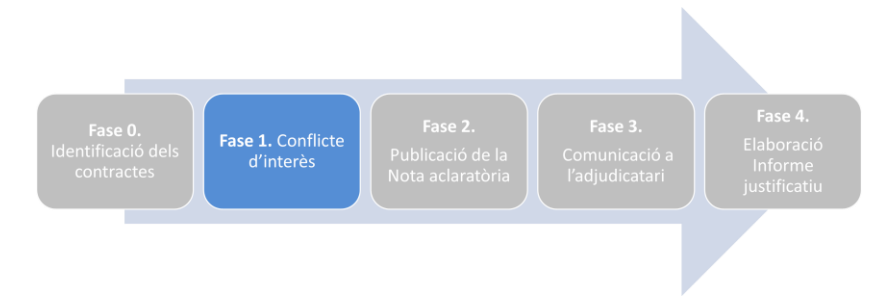 Fase 0.
Identificació dels
contractes
Fase 1. Conflicte
d'interès
Fase 2.
Publicació de la
Nota aclaratòria
Fase 3.
Comunicació a
l'adjudicatari
Fase 4.
Elaboració
Informe
justificatiu